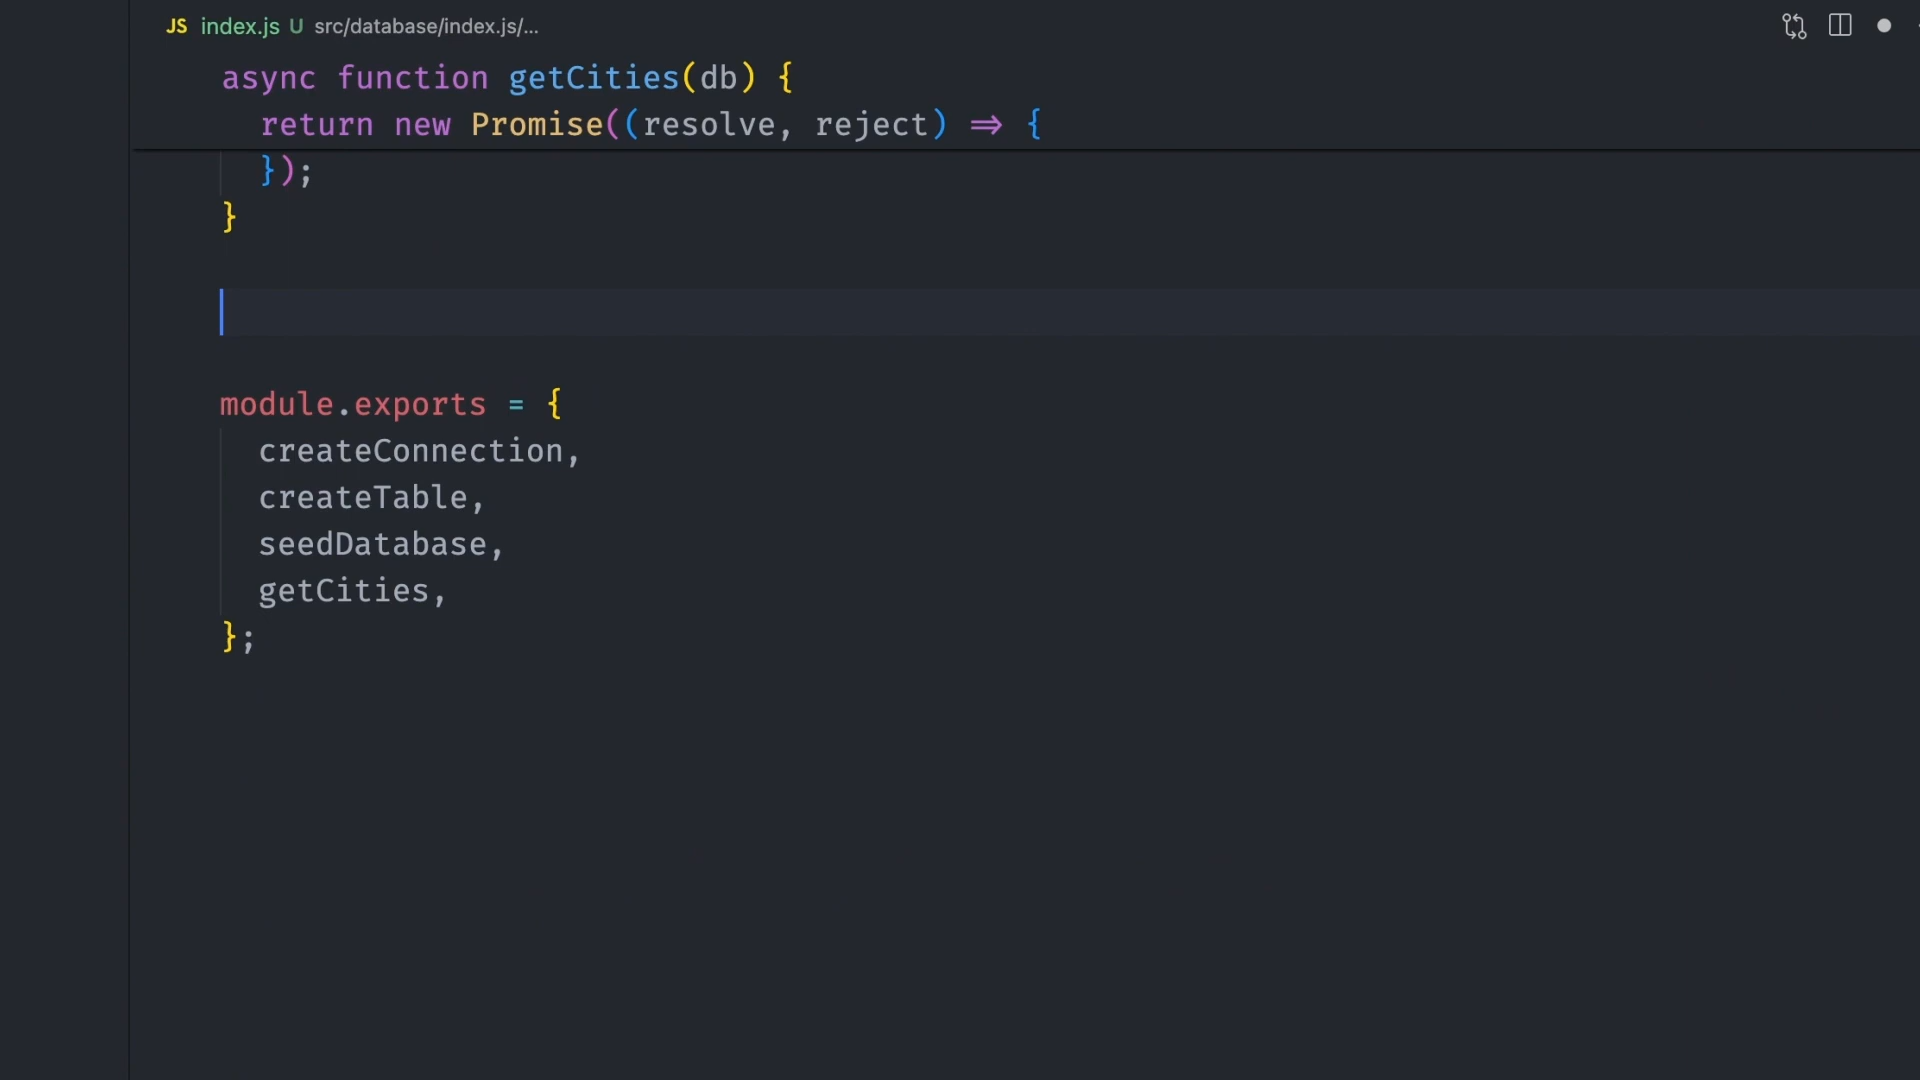 JS index.js U src/database/index.js/...
async function getCities(db) {
return new Promise((resolve, reject) => {
});
}
module.exports = {
createConnection,
createTable,
seedDatabase,
getCities,
};